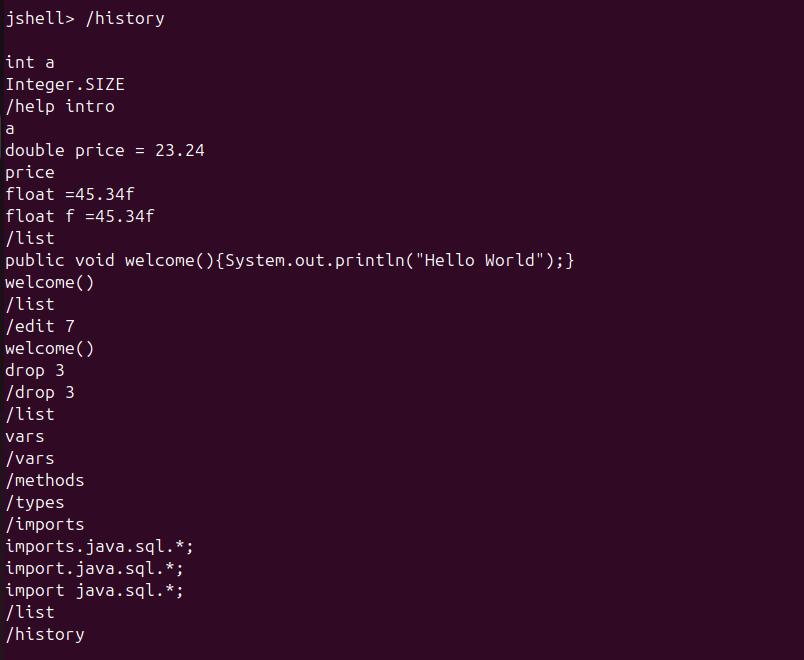 jshell> /history
int a
Integer.SIZE
/help intro
a
double price = 23.24
price
float =45.34f
float f =45.34f
/list
public void welcome(){System.out.println("Hello World");}
welcome()
/list
/edit 7
welcome()
drop 3
/drop 3
/list
vars
/vars
/methods
/types
/imports
imports.java.sql.*;
import.java.sql.*;
import java.sql.*;
/list
/history